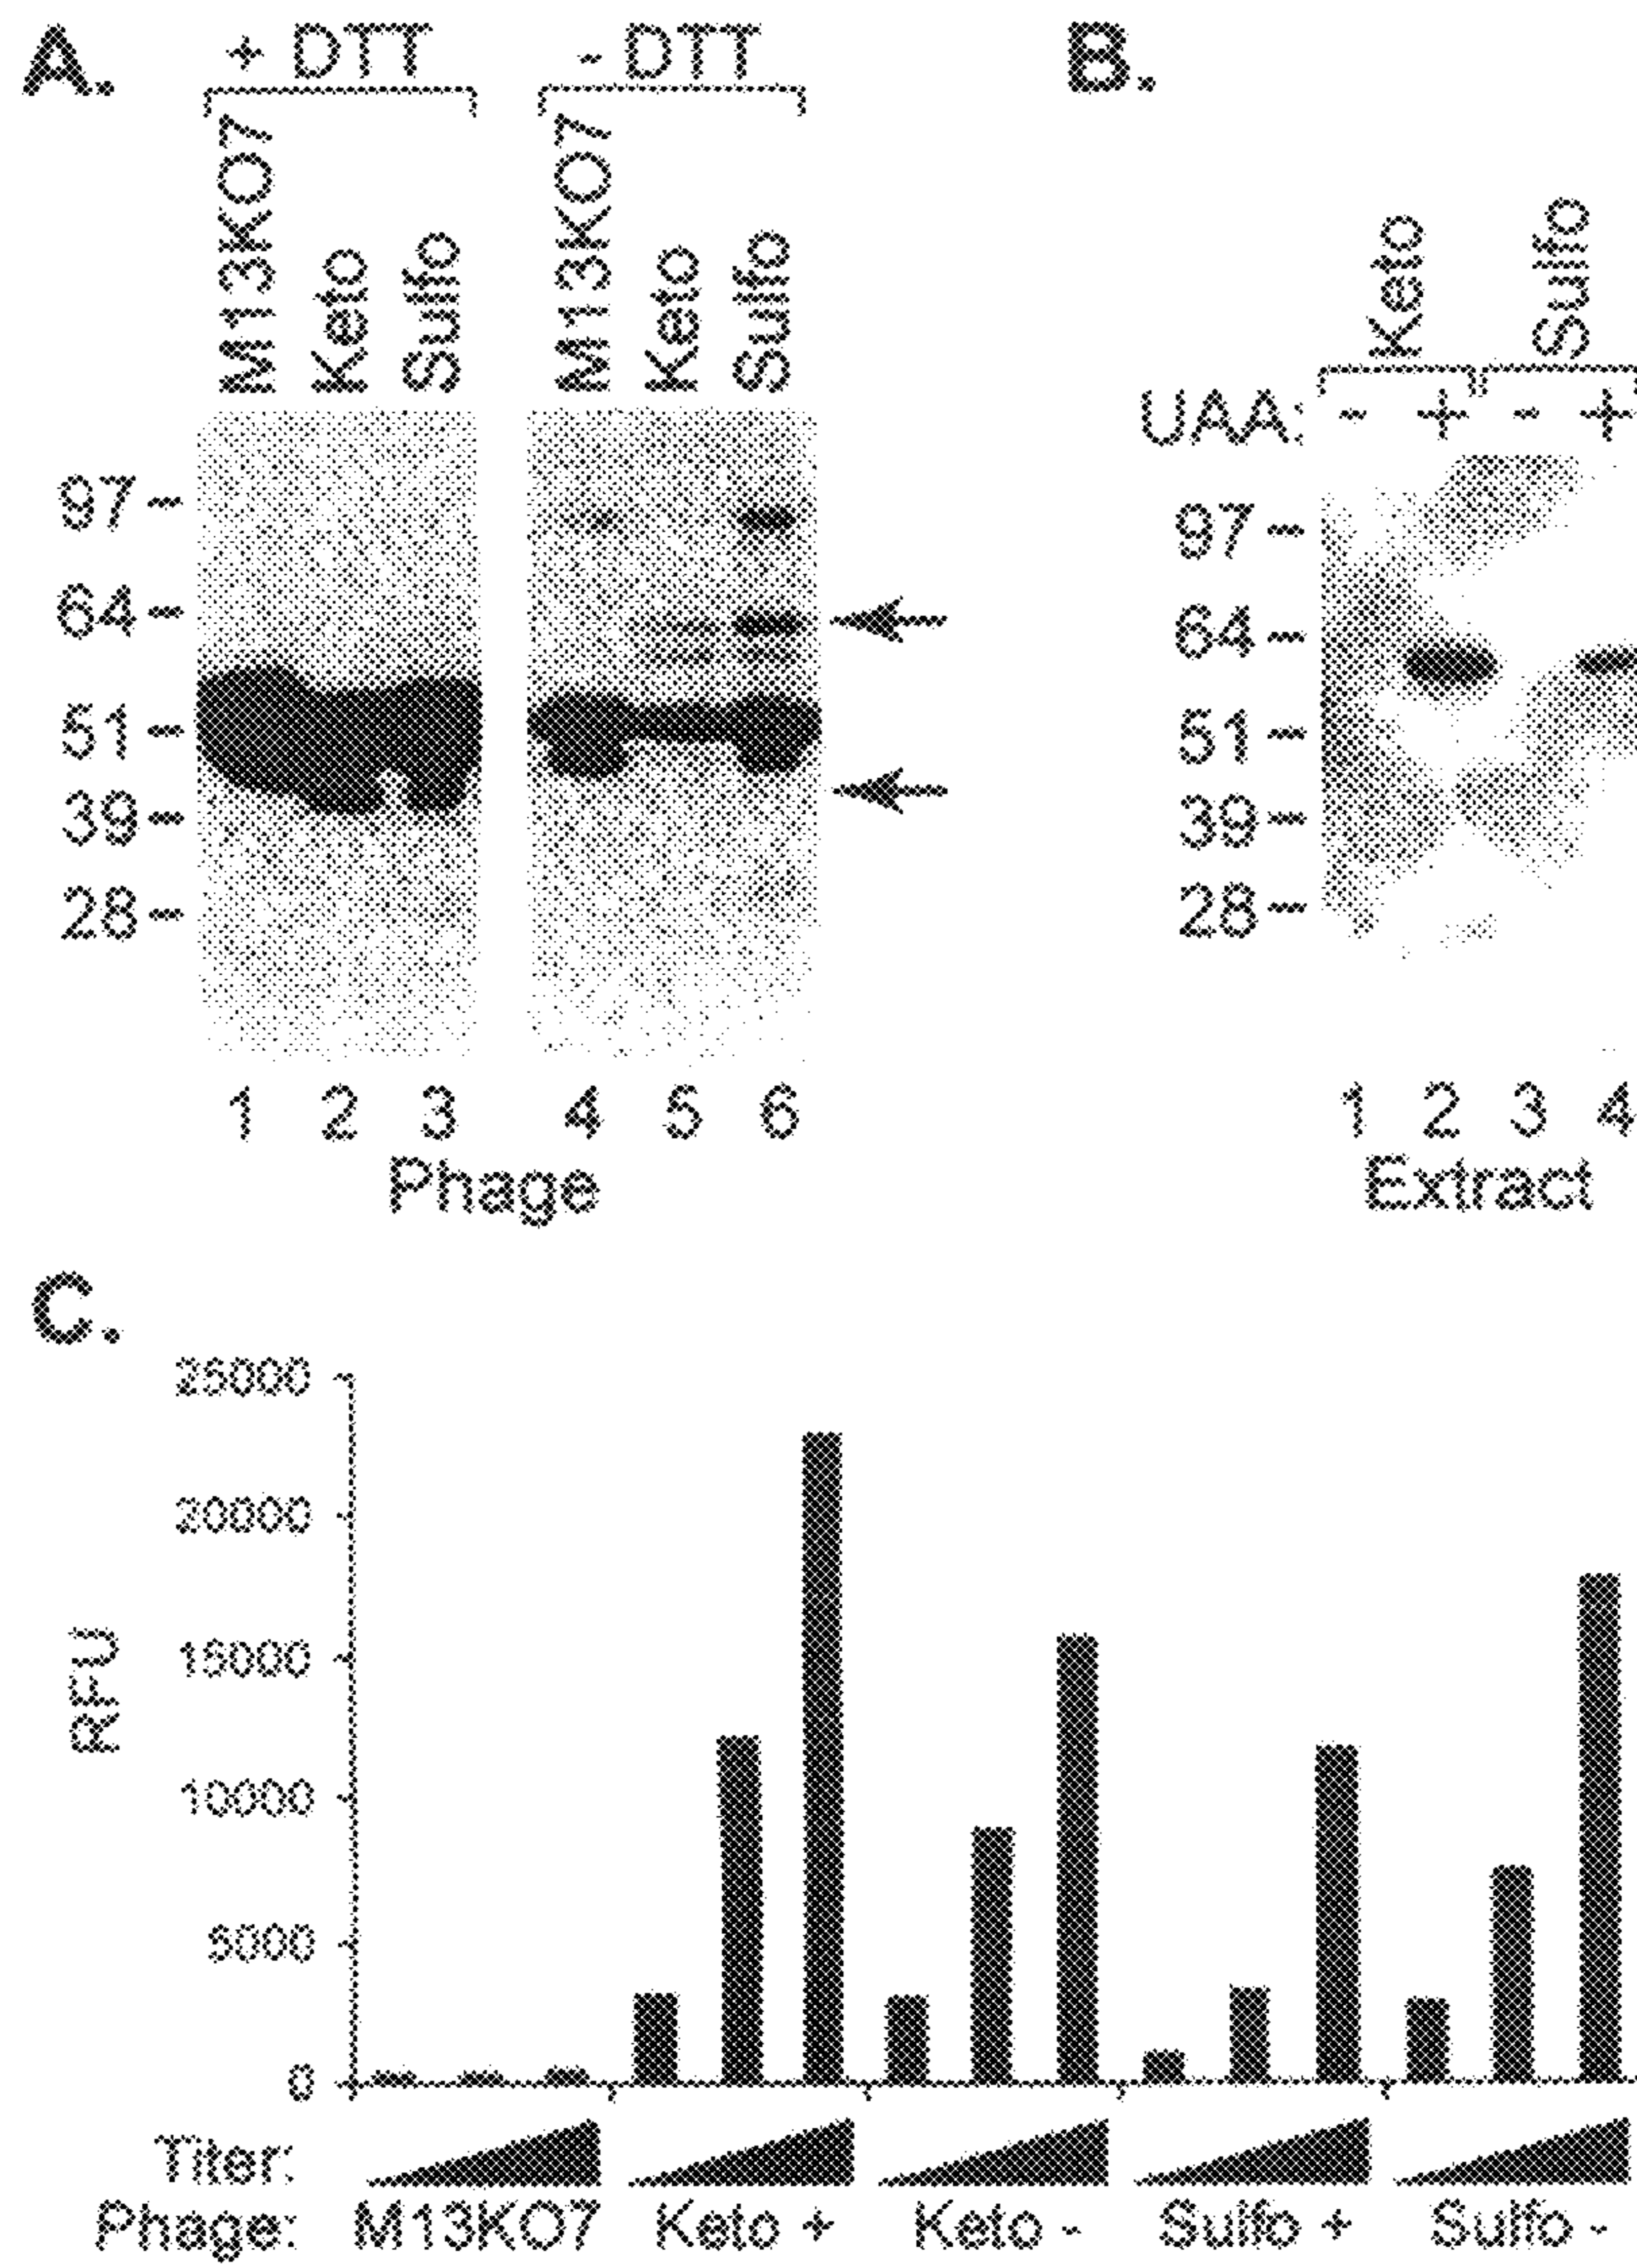 A.
+ DTT - DTT
M13KO7 Keto Sulfo M13KO7 Keto Sulfo
97
64
51
39
28
1 2 3 4 5 6
Phage
B.
Keto Sulfo
UAA: - + - +
97
64
51
39
28
1 2 3 4
Extract
C.
25000
20000
15000
10000
5000
0
RFU
Titer:
Phage: M13KO7 Keto + Keto - Sulfo + Sulfo -